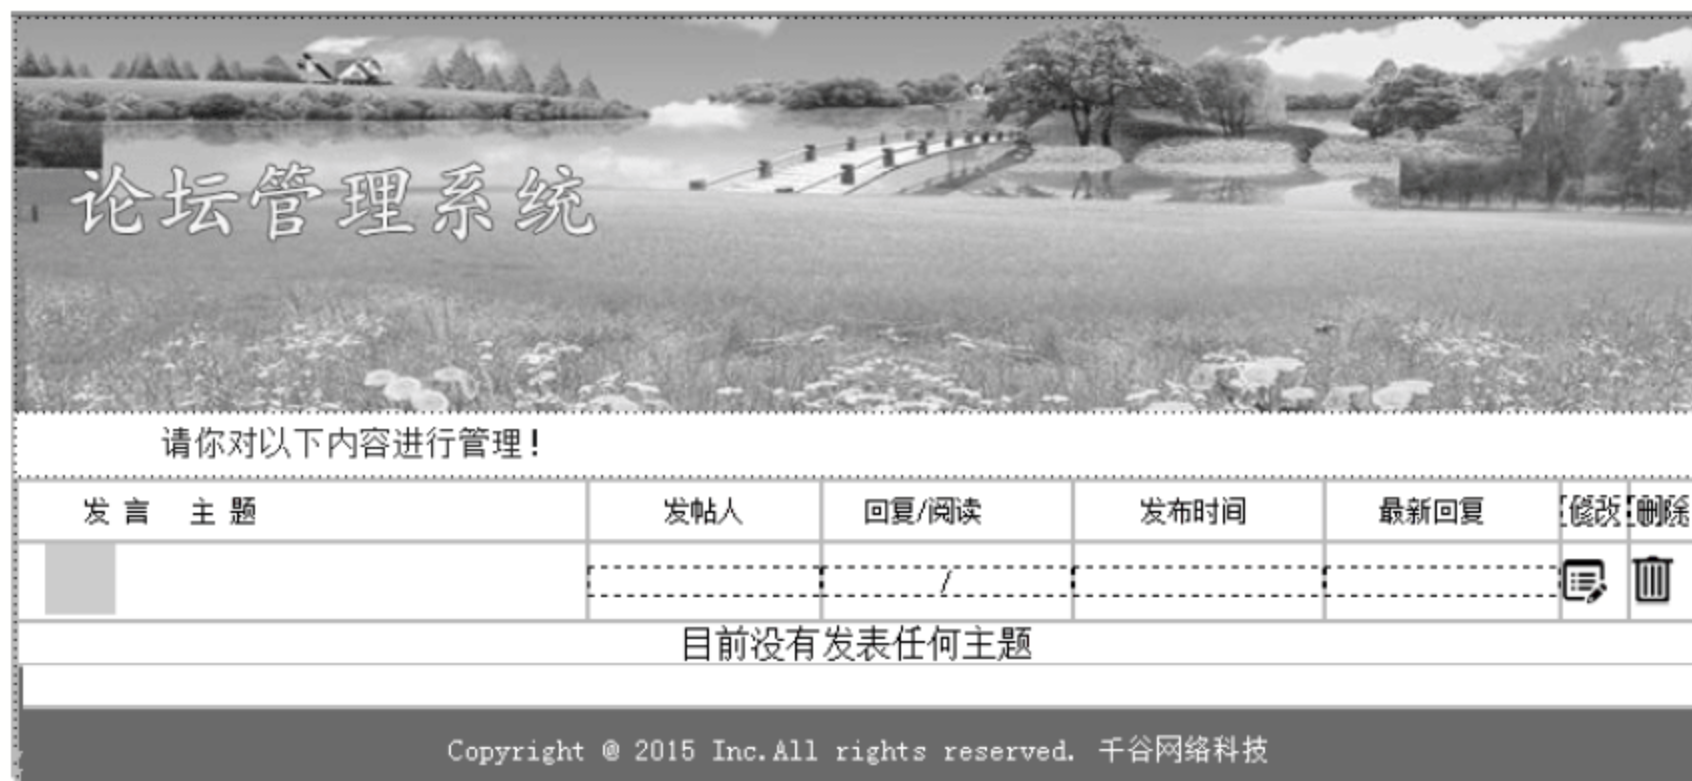 论坛管理系统
请你对以下内容进行管理！
发言 主题 发帖人 回复/阅读 发布时间 最新回复 修改 删除
/
目前没有发表任何主题
Copyright @ 2015 Inc.All rights reserved. 千谷网络科技